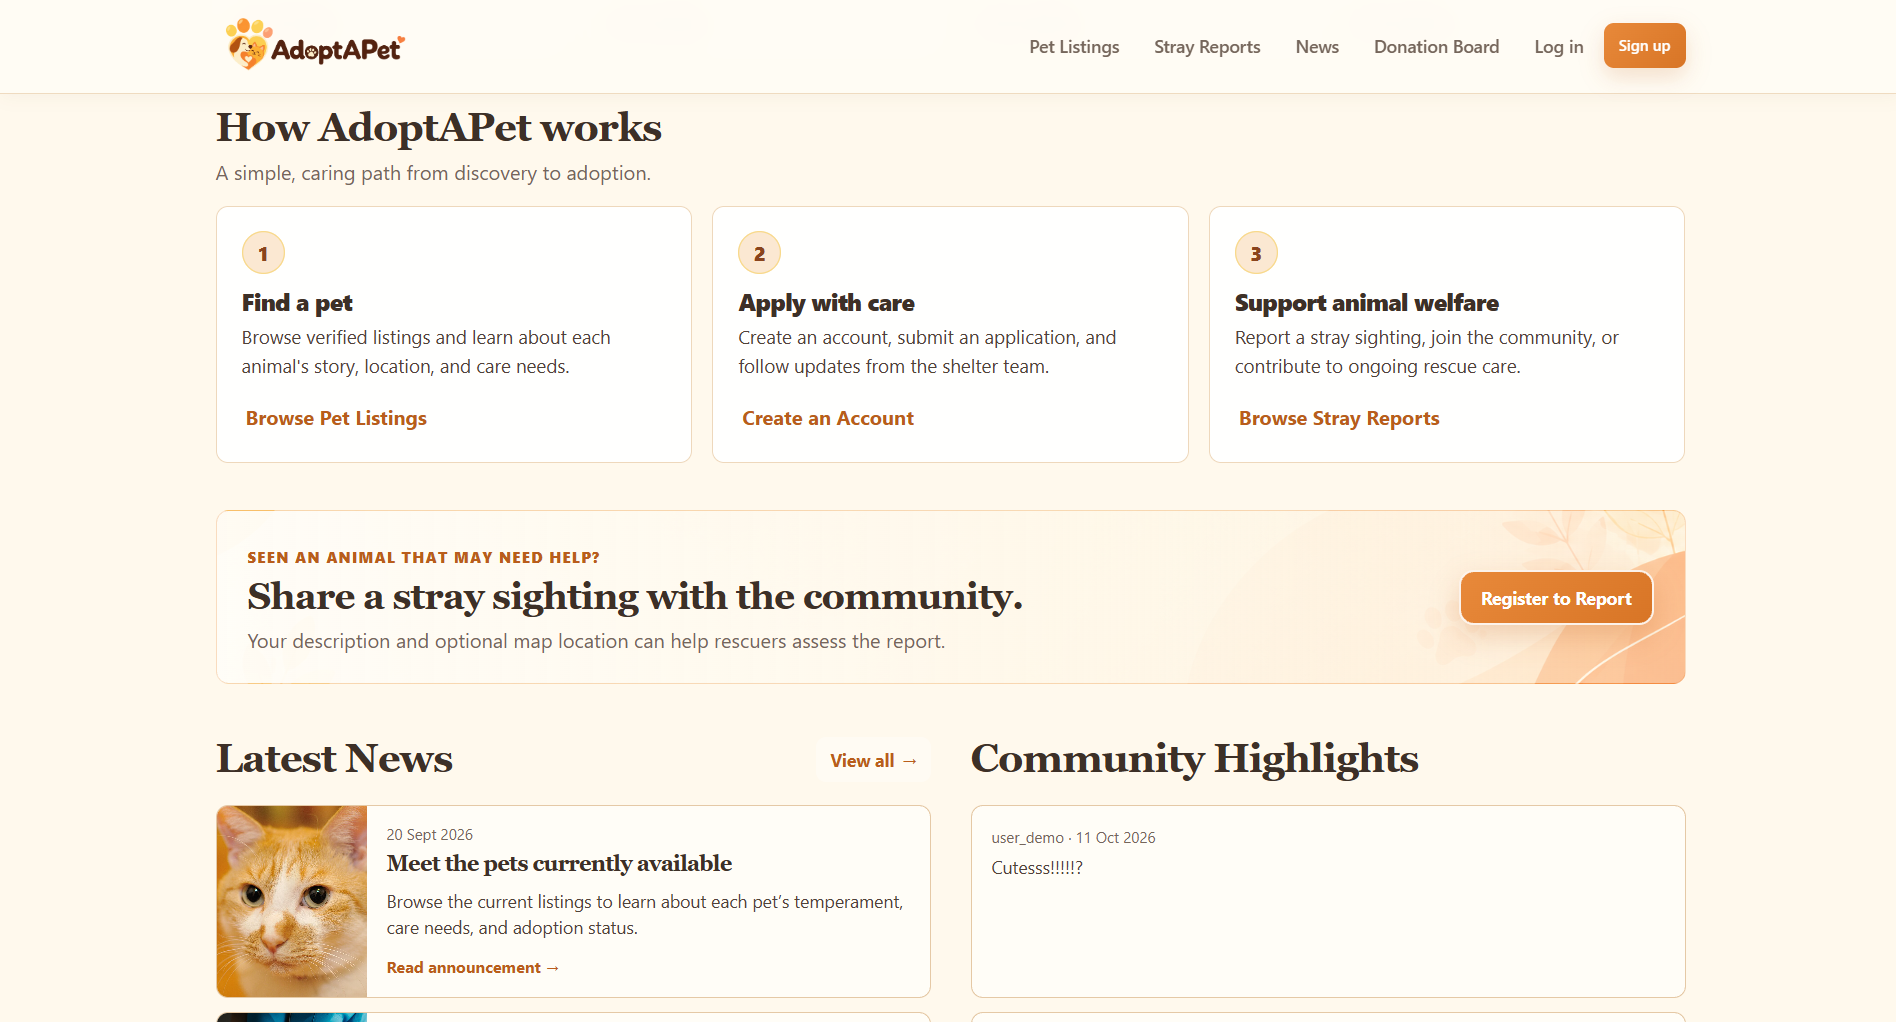 AdoptAPet
Pet Listings
Stray Reports
News
Donation Board
Log in
Sign up
How AdoptAPet works
A simple, caring path from discovery to adoption.
1
Find a pet
Browse verified listings and learn about each
animal's story, location, and care needs.
Browse Pet Listings
2
Apply with care
Create an account, submit an application, and
follow updates from the shelter team.
Create an Account
3
Support animal welfare
Report a stray sighting, join the community, or
contribute to ongoing rescue care.
Browse Stray Reports
SEEN AN ANIMAL THAT MAY NEED HELP?
Share a stray sighting with the community.
Your description and optional map location can help rescuers assess the report.
Register to Report
Latest News
View all →
20 Sept 2026
Meet the pets currently available
Browse the current listings to learn about each pet’s temperament,
care needs, and adoption status.
Read announcement →
Community Highlights
user_demo · 11 Oct 2026
Cutesss!!!!!?